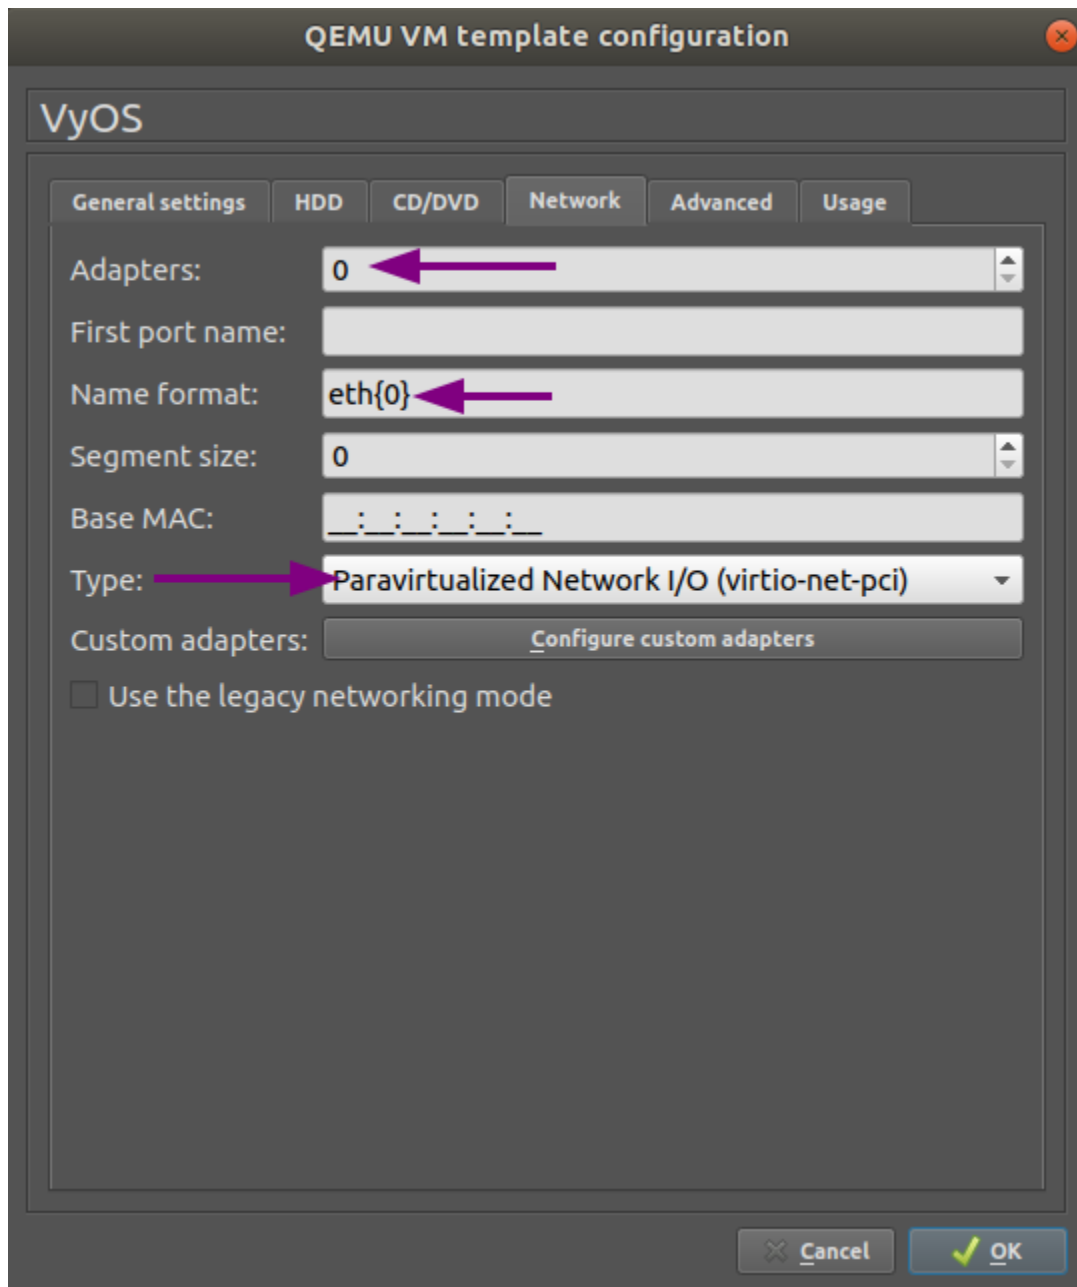 QEMU VM template configuration
VyOS
General settings HDD CD/DVD Network Advanced Usage
Adapters: 0
First port name:
Name format: eth{0}
Segment size: 0
Base MAC: __:__:__:__:__:__
Type: Paravirtualized Network I/O (virtio-net-pci)
Custom adapters: Configure custom adapters
Use the legacy networking mode
Cancel OK